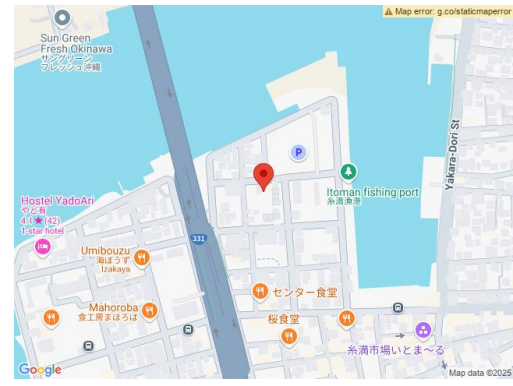 Map error: g.co/staticmaperror
Sun Green
Fresh Okinawa
サングリーン
フレッシュ沖縄
Yakara-Dori St
P
Itoman fishing port
糸満漁港
Hostel YadoAri
やど有
4.1★(42)
1-star hotel
331
Umibouzu
海ぼうず
Izakaya
センター食堂
Mahoroba
食工房まほろば
桜食堂
糸満市場いとま〜る
Google
Map data ©2025